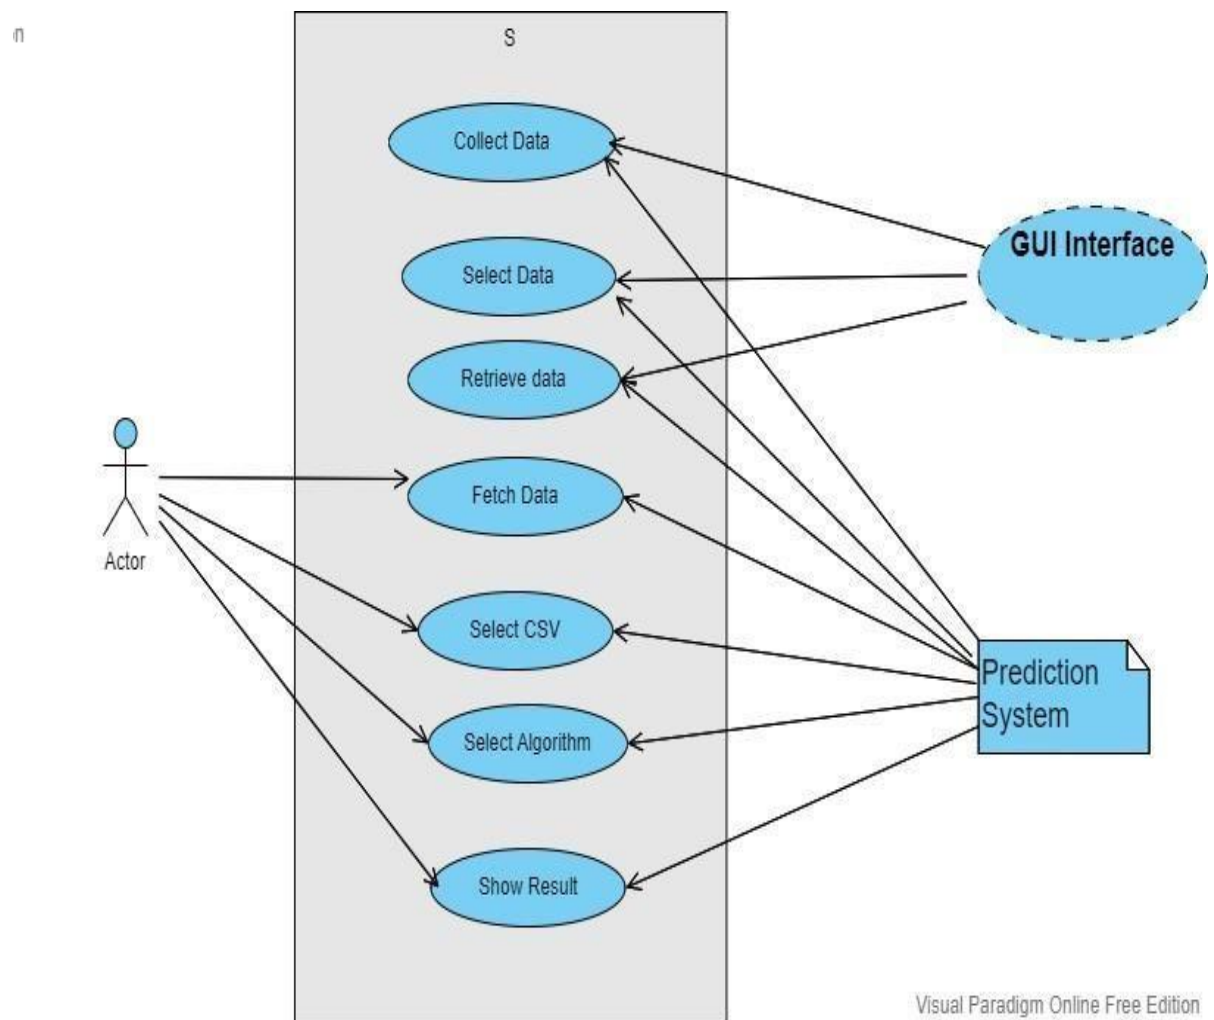 S
Collect Data
GUI Interface
Select Data
Retrieve data
Fetch Data
Actor
Select CSV
Prediction
System
Select Algorithm
Show Result
Visual Paradigm Online Free Edition